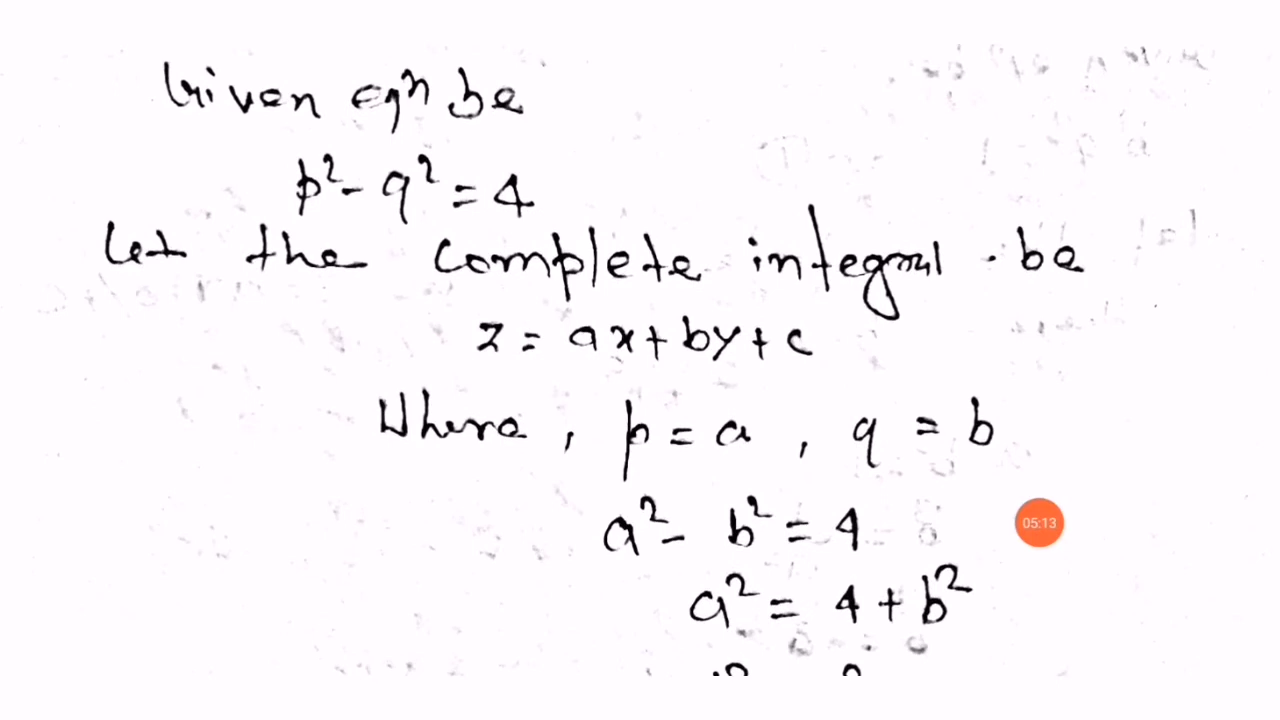 Given eqn be
p² - q² = 4
Let the complete integral be
z = ax + by + c
Where, p = a, q = b
a² - b² = 4
05:13
a² = 4 + b²